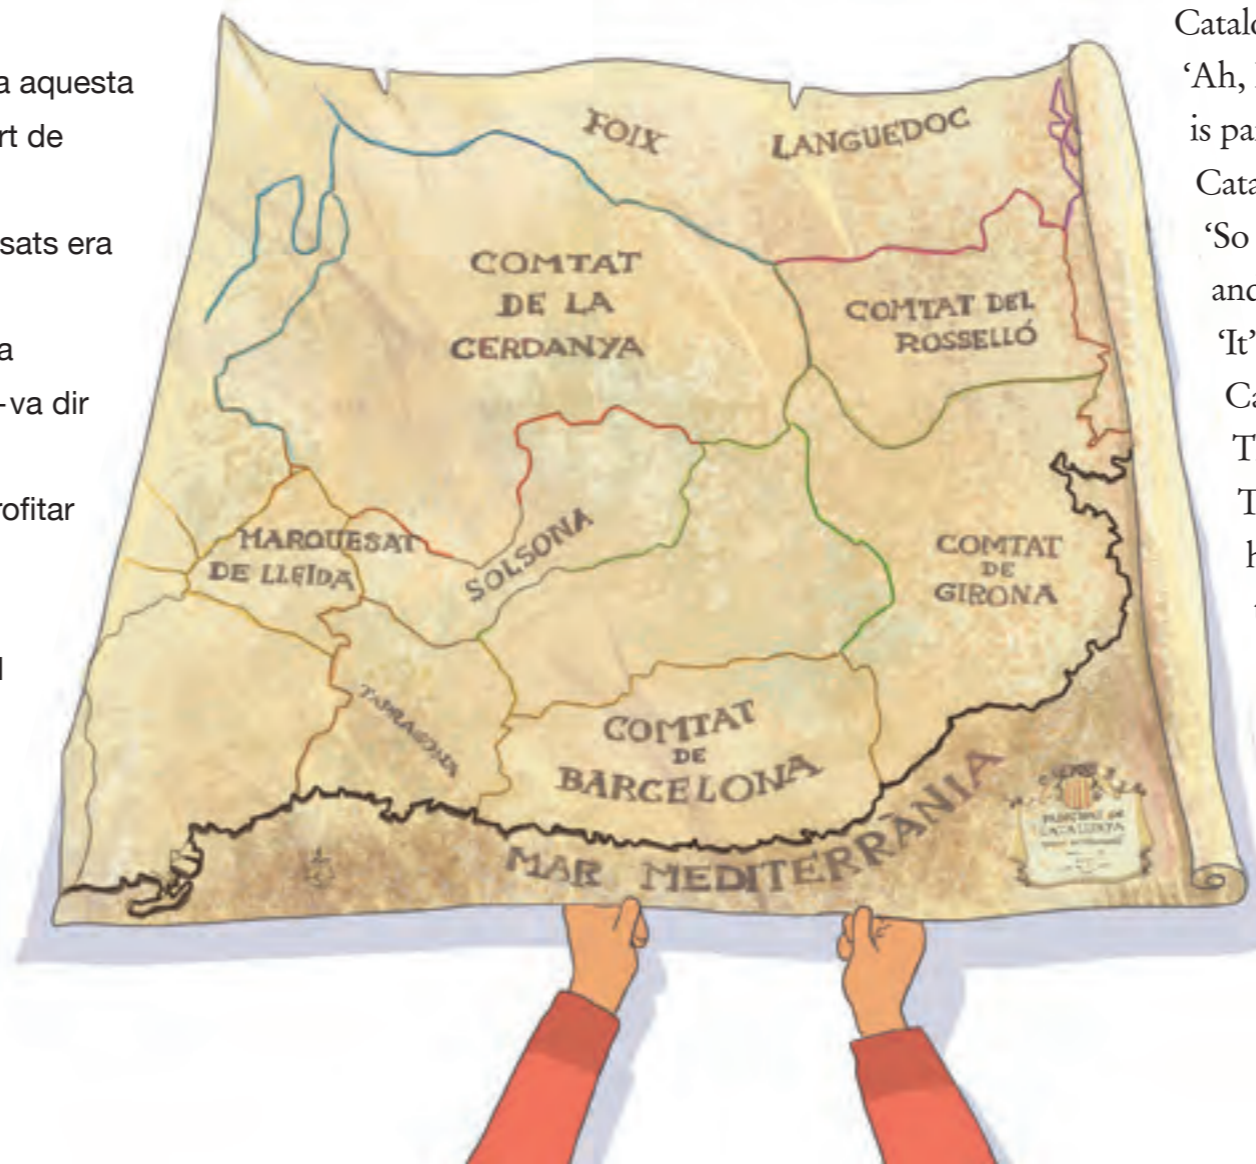 a aquesta
rt de
sats era
a
-va dir
rofitar
l
FOIX
LANGUEDOC
COMTAT
DE LA
CERDANYA
COMTAT DEL
ROSSELLÓ
MARQUESAT
DE LLEIDA
SOLSONA
COMTAT
DE
GIRONA
TARRAGONA
COMTAT
DE
BARCELONA
MAR MEDITERRÀNIA
CATALUNYA
Catalo
‘Ah,
is pa
Cata
‘So
and
‘It’
Ca
T
T
h